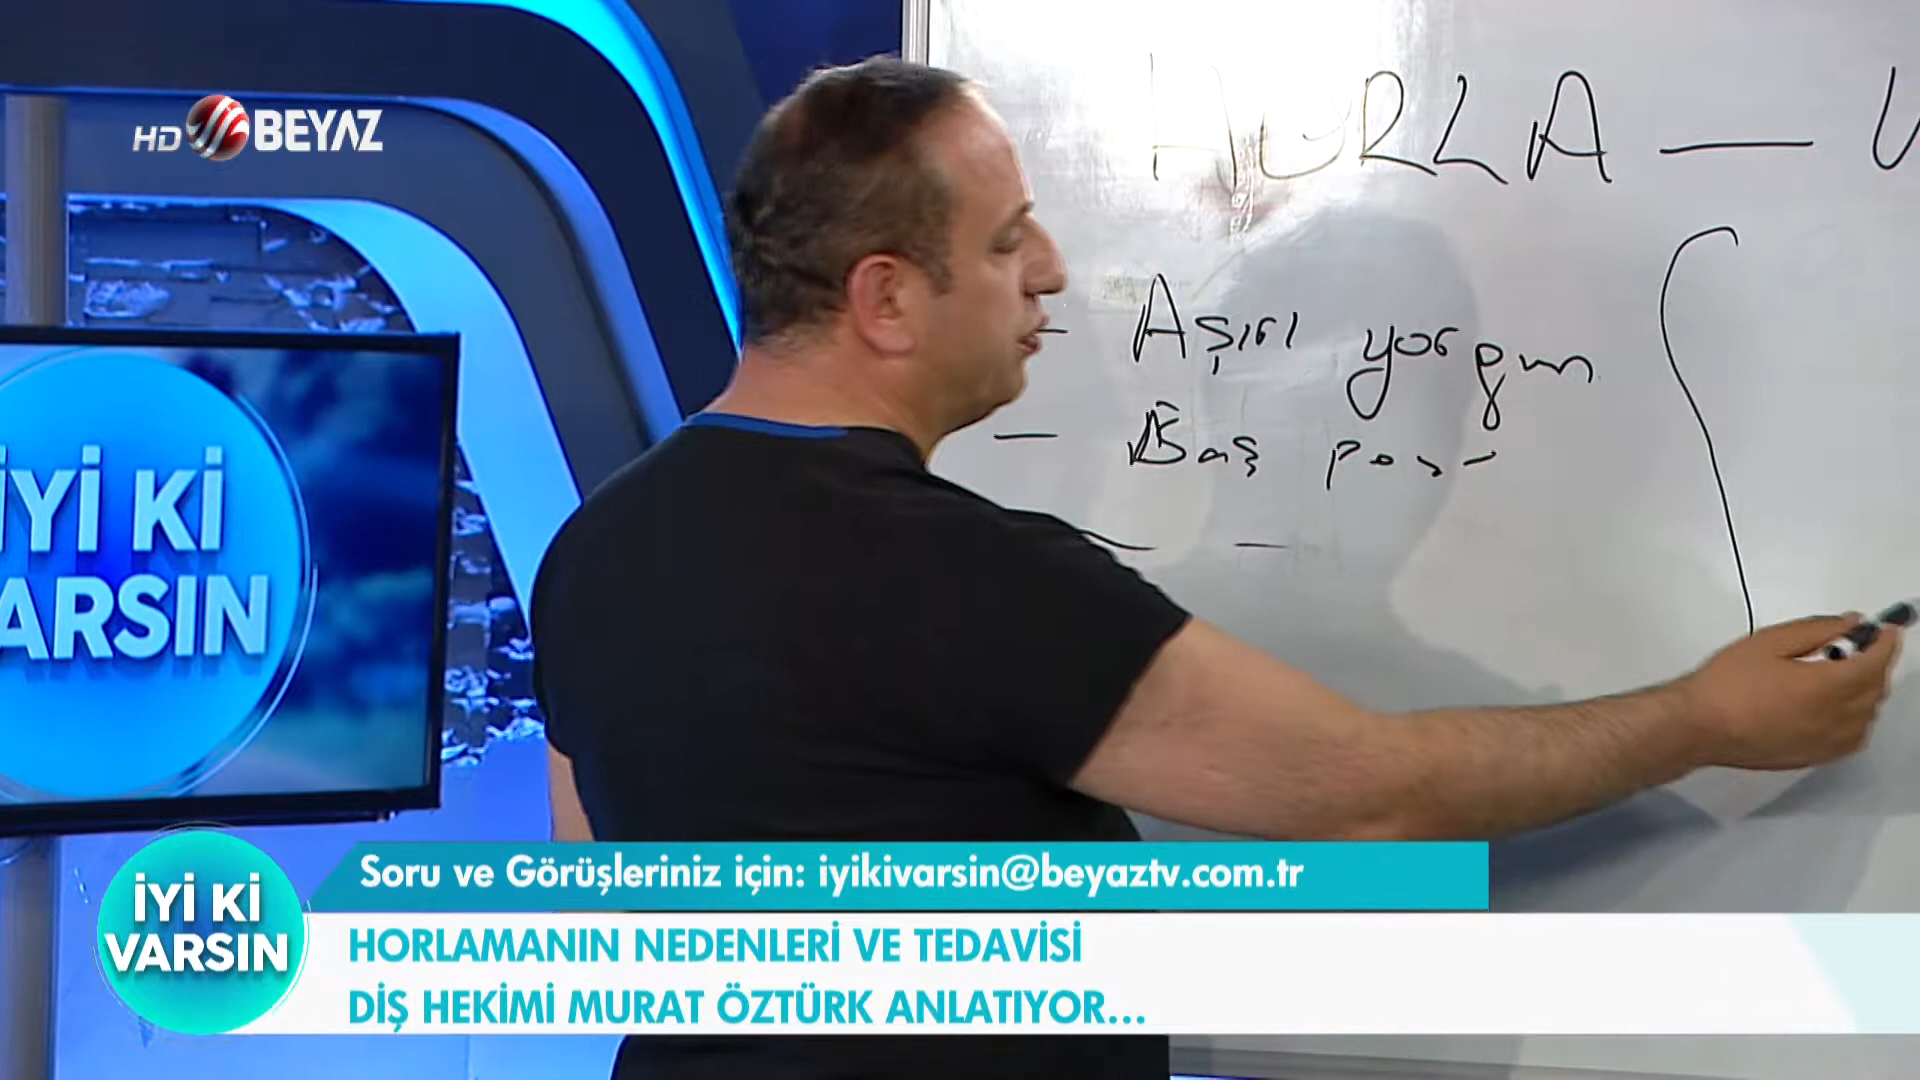 HD BEYAZ
HORLA —
- Aşırı yorgun
- Baş
İYİ Kİ
VARSIN
Soru ve Görüşleriniz için: iyikivarsin@beyaztv.com.tr
İYİ Kİ
VARSIN
HORLAMANIN NEDENLERİ VE TEDAVİSİ
DİŞ HEKİMİ MURAT ÖZTÜRK ANLATIYOR...